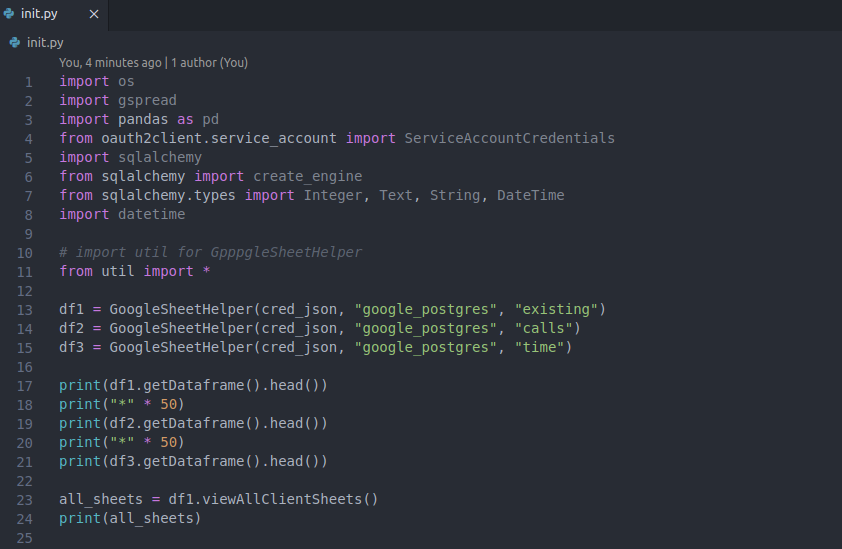 init.py ×
init.py
You, 4 minutes ago | 1 author (You)
1 import os
2 import gspread
3 import pandas as pd
4 from oauth2client.service_account import ServiceAccountCredentials
5 import sqlalchemy
6 from sqlalchemy import create_engine
7 from sqlalchemy.types import Integer, Text, String, DateTime
8 import datetime
9
10 # import util for GpppgleSheetHelper
11 from util import *
12
13 df1 = GoogleSheetHelper(cred_json, "google_postgres", "existing")
14 df2 = GoogleSheetHelper(cred_json, "google_postgres", "calls")
15 df3 = GoogleSheetHelper(cred_json, "google_postgres", "time")
16
17 print(df1.getDataframe().head())
18 print("*" * 50)
19 print(df2.getDataframe().head())
20 print("*" * 50)
21 print(df3.getDataframe().head())
22
23 all_sheets = df1.viewAllClientSheets()
24 print(all_sheets)
25